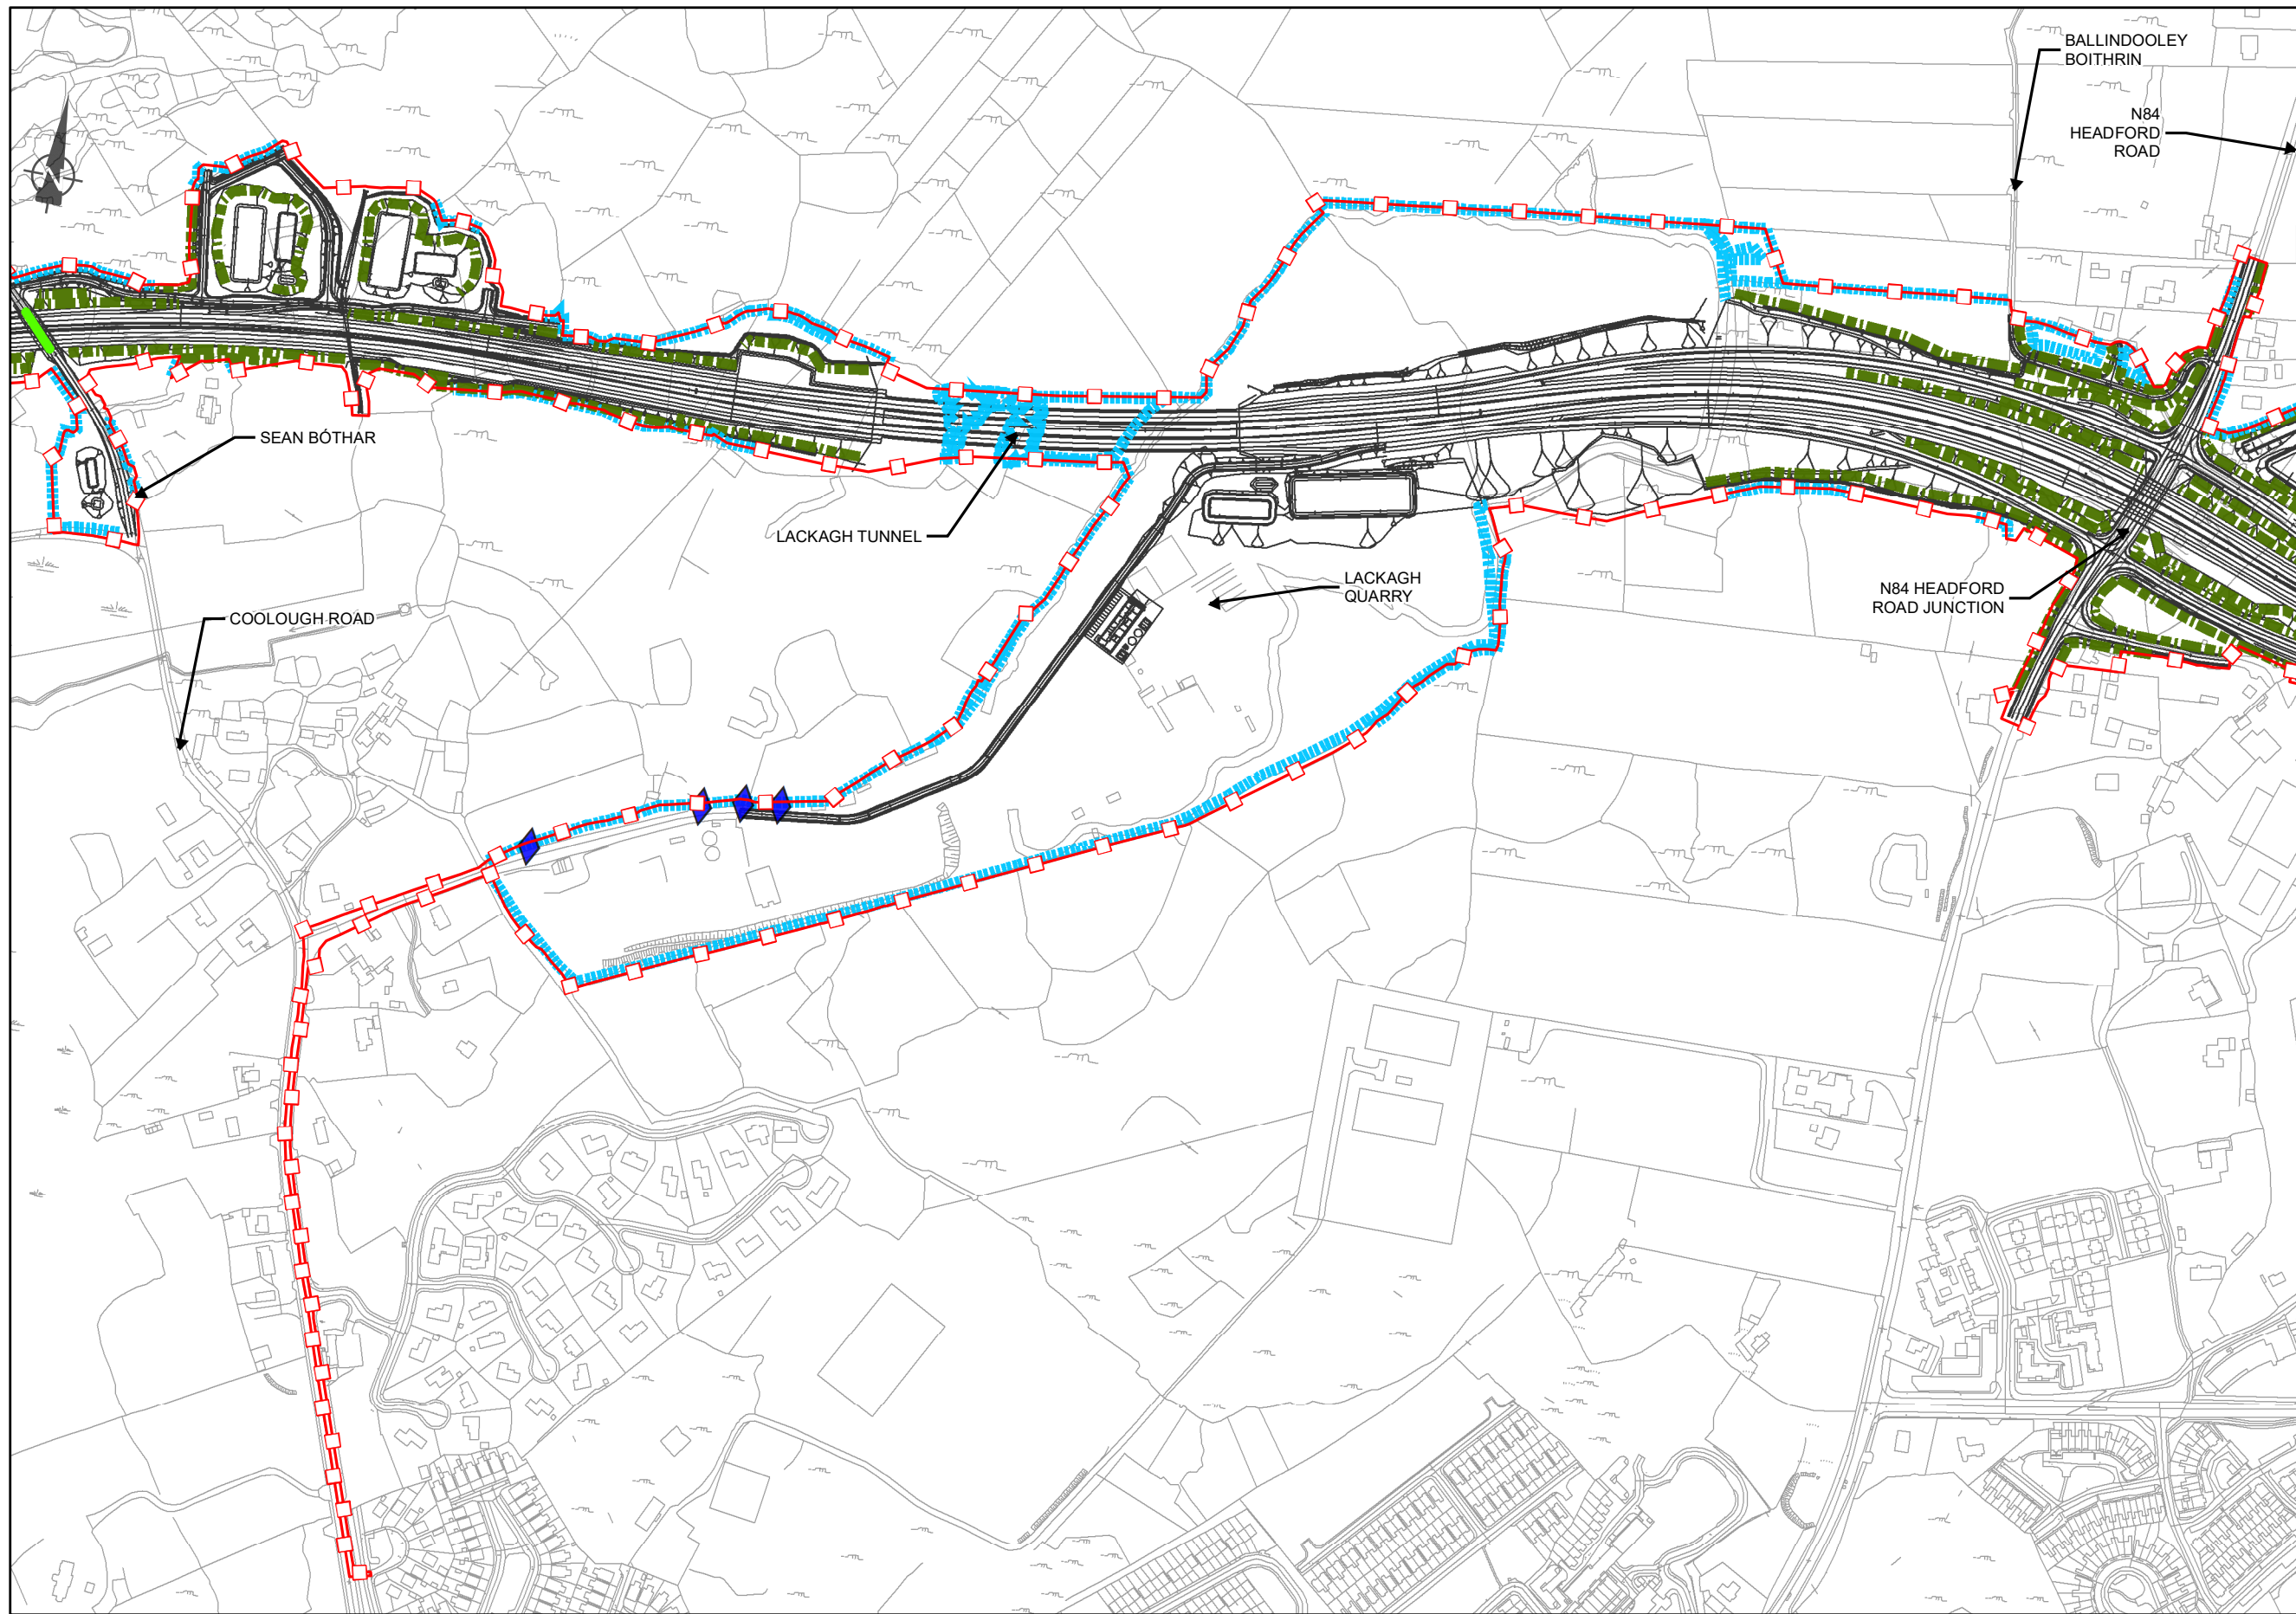 BALLINDOOLEY
BOITHRIN
N84
HEADFORD
ROAD
SEAN BÓTHAR
LACKAGH TUNNEL
LACKAGH
QUARRY
N84 HEADFORD
ROAD JUNCTION
COOLOUGH ROAD